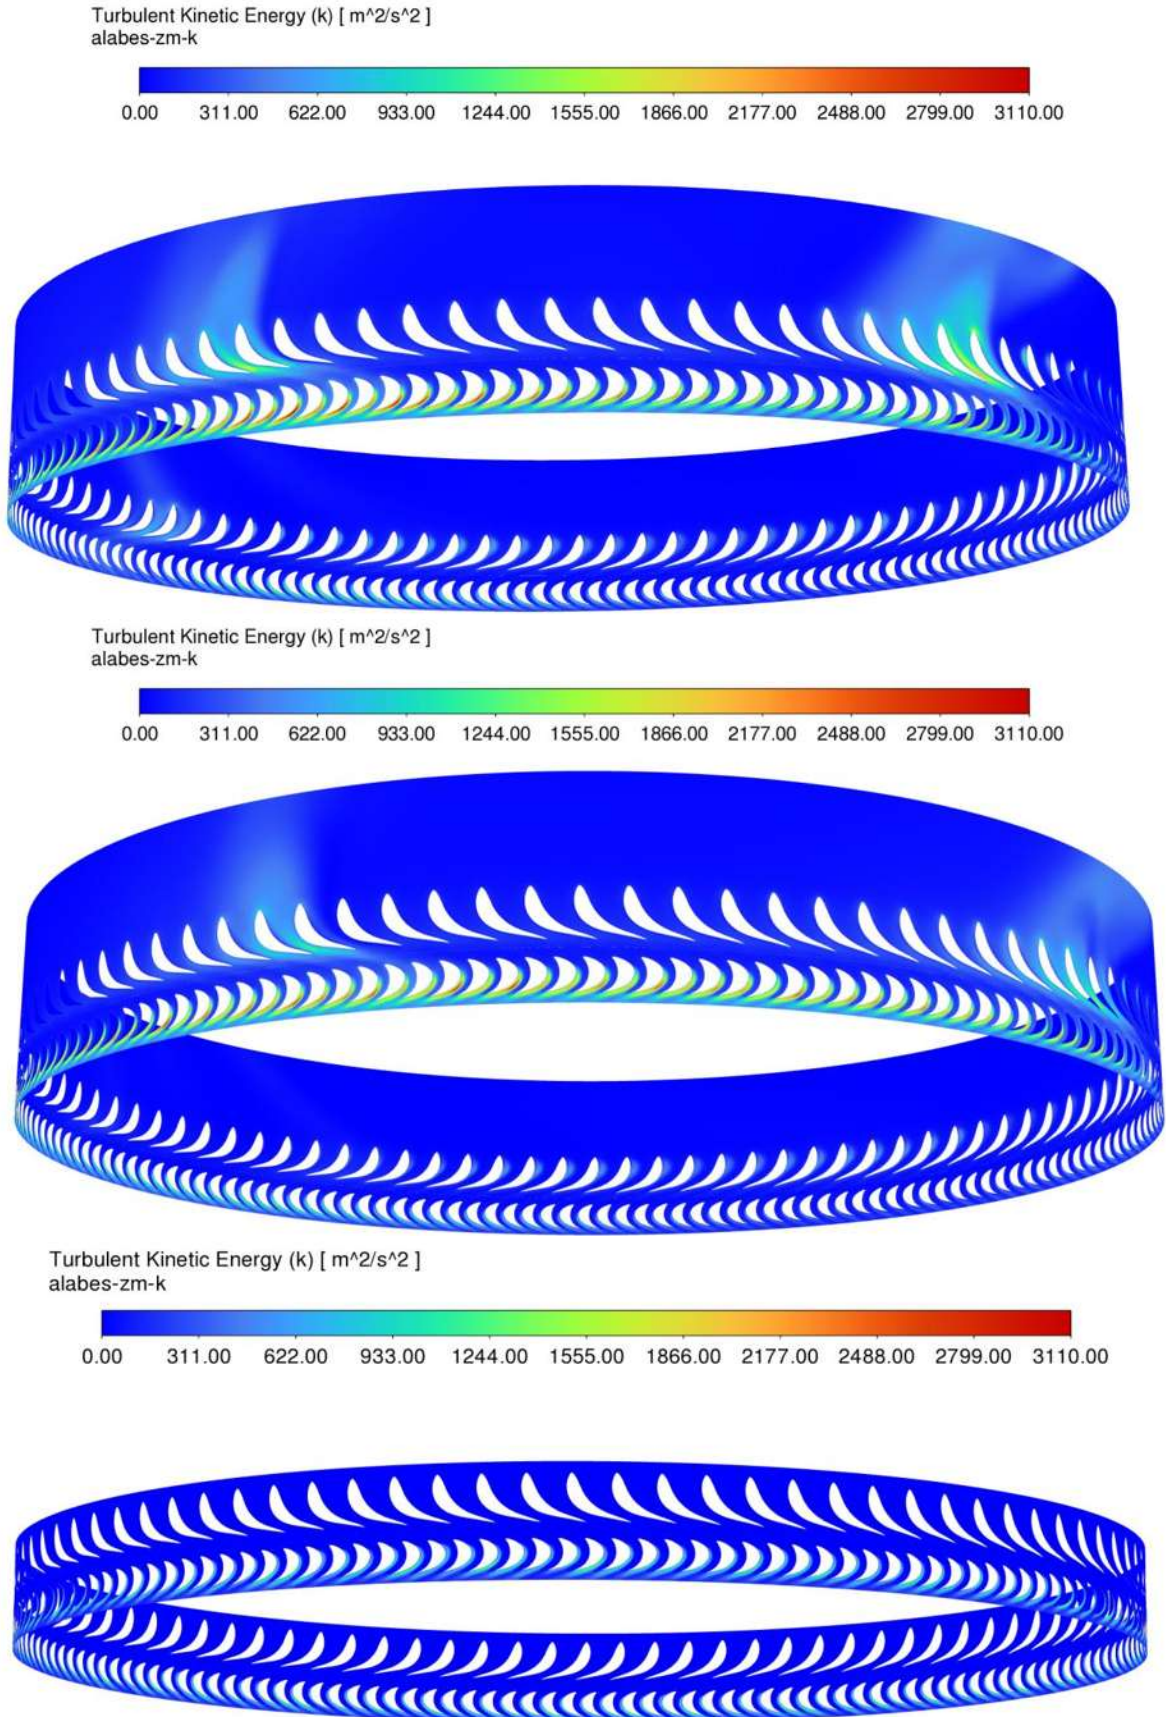 Turbulent Kinetic Energy (k) [ m^2/s^2 ]
alabes-zm-k
0.00 311.00 622.00 933.00 1244.00 1555.00 1866.00 2177.00 2488.00 2799.00 3110.00
Turbulent Kinetic Energy (k) [ m^2/s^2 ]
alabes-zm-k
0.00 311.00 622.00 933.00 1244.00 1555.00 1866.00 2177.00 2488.00 2799.00 3110.00
Turbulent Kinetic Energy (k) [ m^2/s^2 ]
alabes-zm-k
0.00 311.00 622.00 933.00 1244.00 1555.00 1866.00 2177.00 2488.00 2799.00 3110.00